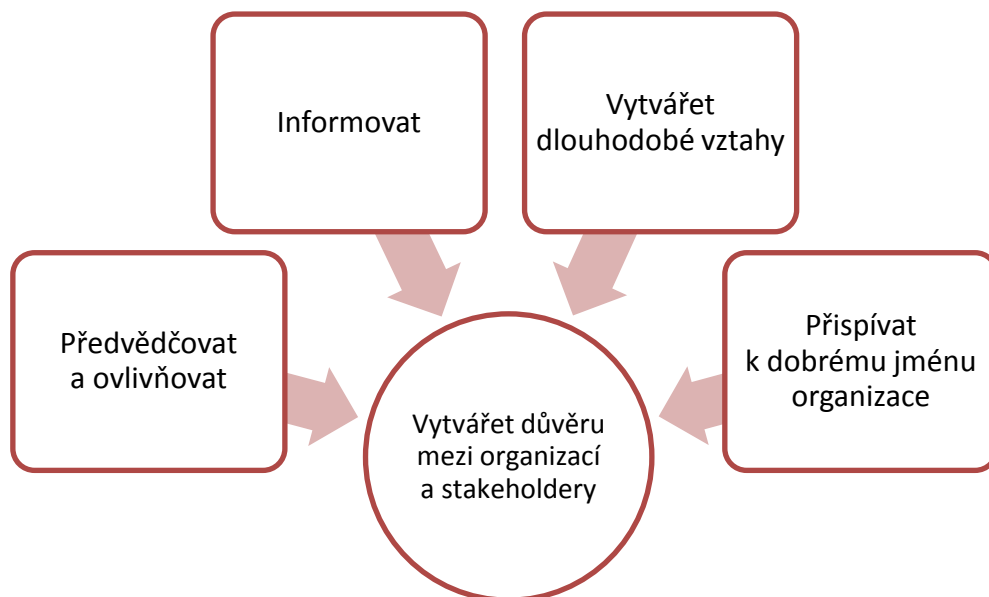 Informovat
Vytvářet
dlouhodobé vztahy
Předvědčovat
a ovlivňovat
Přispívat
k dobrému jménu
organizace
Vytvářet důvěru
mezi organizací
a stakeholdery